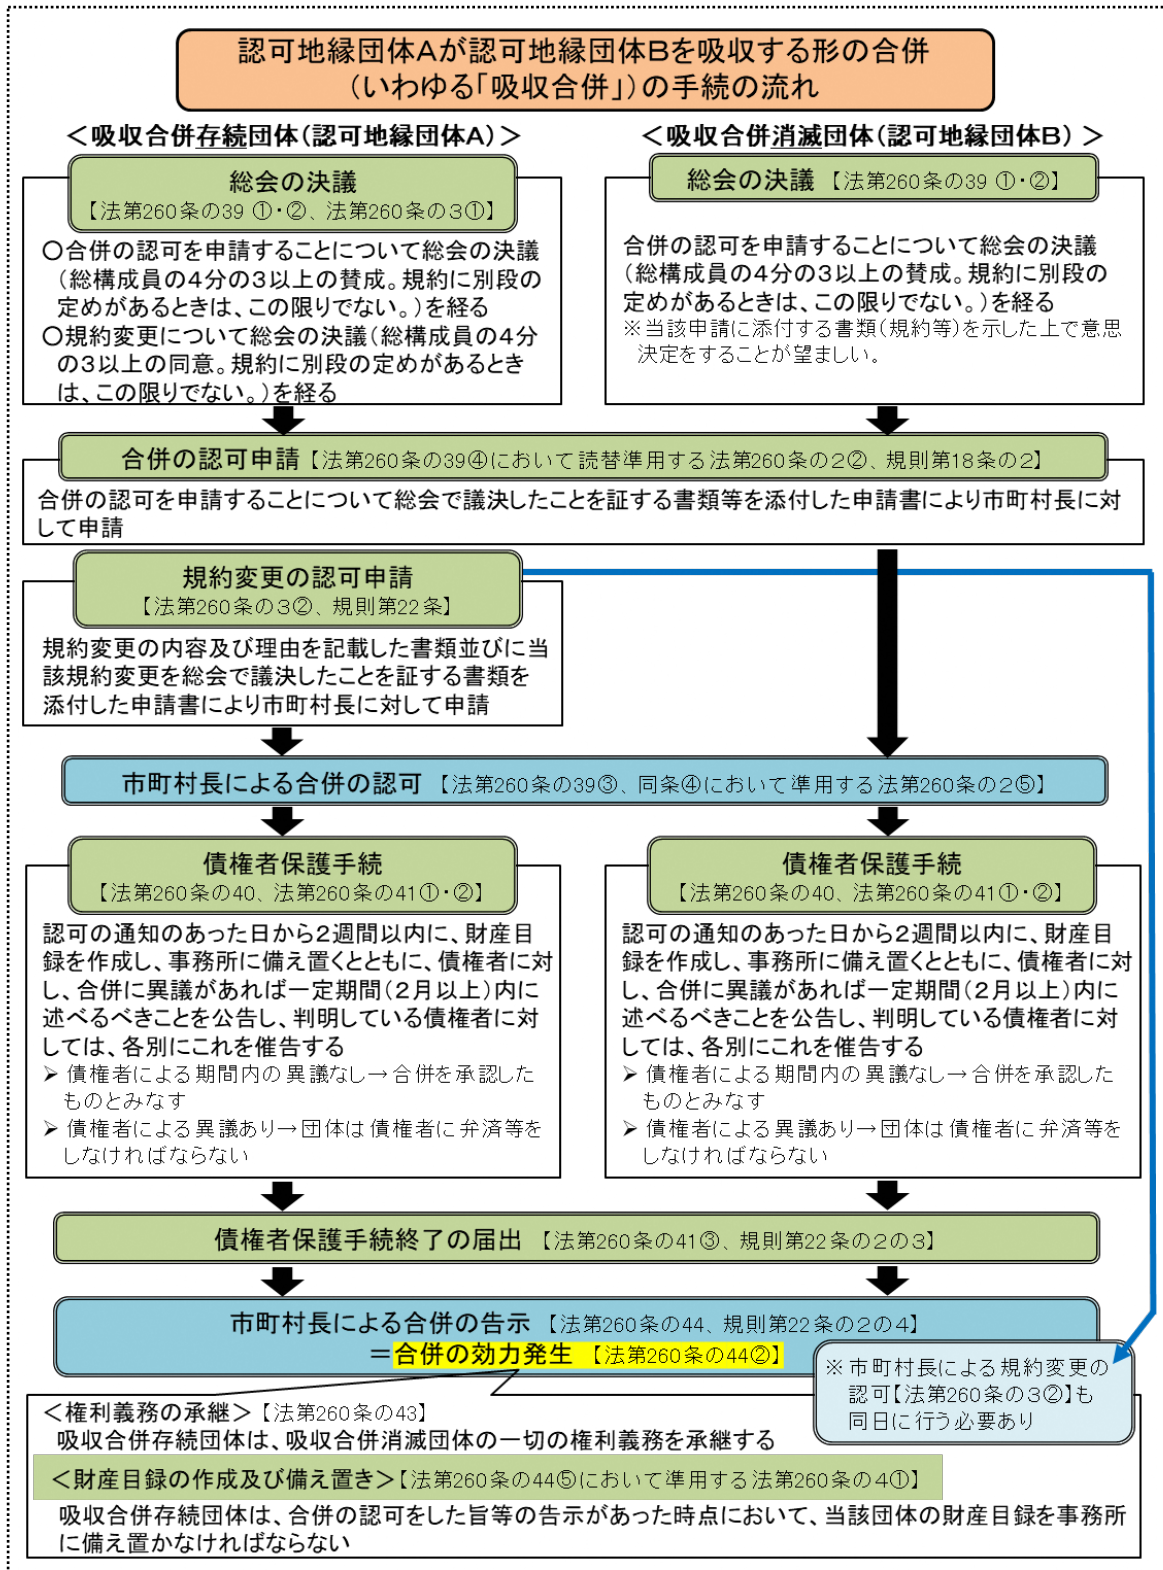 認可地縁団体Aが認可地縁団体Bを吸収する形の合併
(いわゆる「吸収合併」)の手続の流れ
＜吸収合併存続団体(認可地縁団体A)＞
総会の決議
【法第260条の39 ①・②、法第260条の3①】
〇合併の認可を申請することについて総会の決議
(総構成員の4分の3以上の賛成。規約に別段の
定めがあるときは、この限りでない。)を経る
〇規約変更について総会の決議(総構成員の4分
の3以上の同意。規約に別段の定めがあるとき
は、この限りでない。)を経る
＜吸収合併消滅団体(認可地縁団体B)＞
総会の決議 【法第260条の39 ①・②】
合併の認可を申請することについて総会の決議
(総構成員の4分の3以上の賛成。規約に別段の
定めがあるときは、この限りでない。)を経る
※当該申請に添付する書類(規約等)を示した上で意思
決定をすることが望ましい。
合併の認可申請【法第260条の39④において読替準用する法第260条の2②、規則第18条の2】
合併の認可を申請することについて総会で議決したことを証する書類等を添付した申請書により市町村長に対
して申請
規約変更の認可申請
【法第260条の3②、規則第22条】
規約変更の内容及び理由を記載した書類並びに当
該規約変更を総会で議決したことを証する書類を
添付した申請書により市町村長に対して申請
市町村長による合併の認可 【法第260条の39③、同条④において準用する法第260条の2⑤】
債権者保護手続
【法第260条の40、法第260条の41①・②】
認可の通知のあった日から2週間以内に、財産目
録を作成し、事務所に備え置くとともに、債権者に対
し、合併に異議があれば一定期間(2月以上)内に
述べるべきことを公告し、判明している債権者に対
しては、各別にこれを催告する
➢ 債権者による期間内の異議なし→合併を承認した
ものとみなす
➢ 債権者による異議あり→団体は債権者に弁済等を
しなければならない
債権者保護手続
【法第260条の40、法第260条の41①・②】
認可の通知のあった日から2週間以内に、財産目
録を作成し、事務所に備え置くとともに、債権者に対
し、合併に異議があれば一定期間(2月以上)内に
述べるべきことを公告し、判明している債権者に対
しては、各別にこれを催告する
➢ 債権者による期間内の異議なし→合併を承認した
ものとみなす
➢ 債権者による異議あり→団体は債権者に弁済等を
しなければならない
債権者保護手続終了の届出 【法第260条の41③、規則第22条の2の3】
市町村長による合併の告示 【法第260条の44、規則第22条の2の4】
＝合併の効力発生 【法第260条の44②】
※市町村長による規約変更の
認可【法第260条の3②】も
同日に行う必要あり
＜権利義務の承継＞【法第260条の43】
吸収合併存続団体は、吸収合併消滅団体の一切の権利義務を承継する
＜財産目録の作成及び備え置き＞【法第260条の44⑤において準用する法第260条の4①】
吸収合併存続団体は、合併の認可をした旨等の告示があった時点において、当該団体の財産目録を事務所
に備え置かなければならない